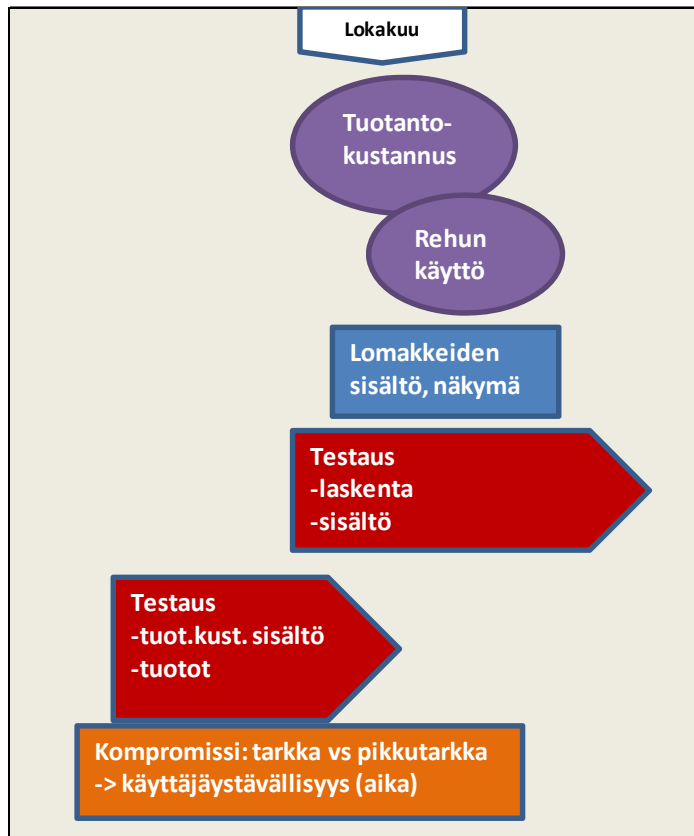 Lokakuu
Tuotanto-
kustannus
Rehun
käyttö
Lomakkeiden
sisältö, näkymä
Testaus
-laskenta
-sisältö
Testaus
-tuot.kust. sisältö
-tuotot
Kompromissi: tarkka vs pikkutarkka
-> käyttäjäystävällisyys (aika)